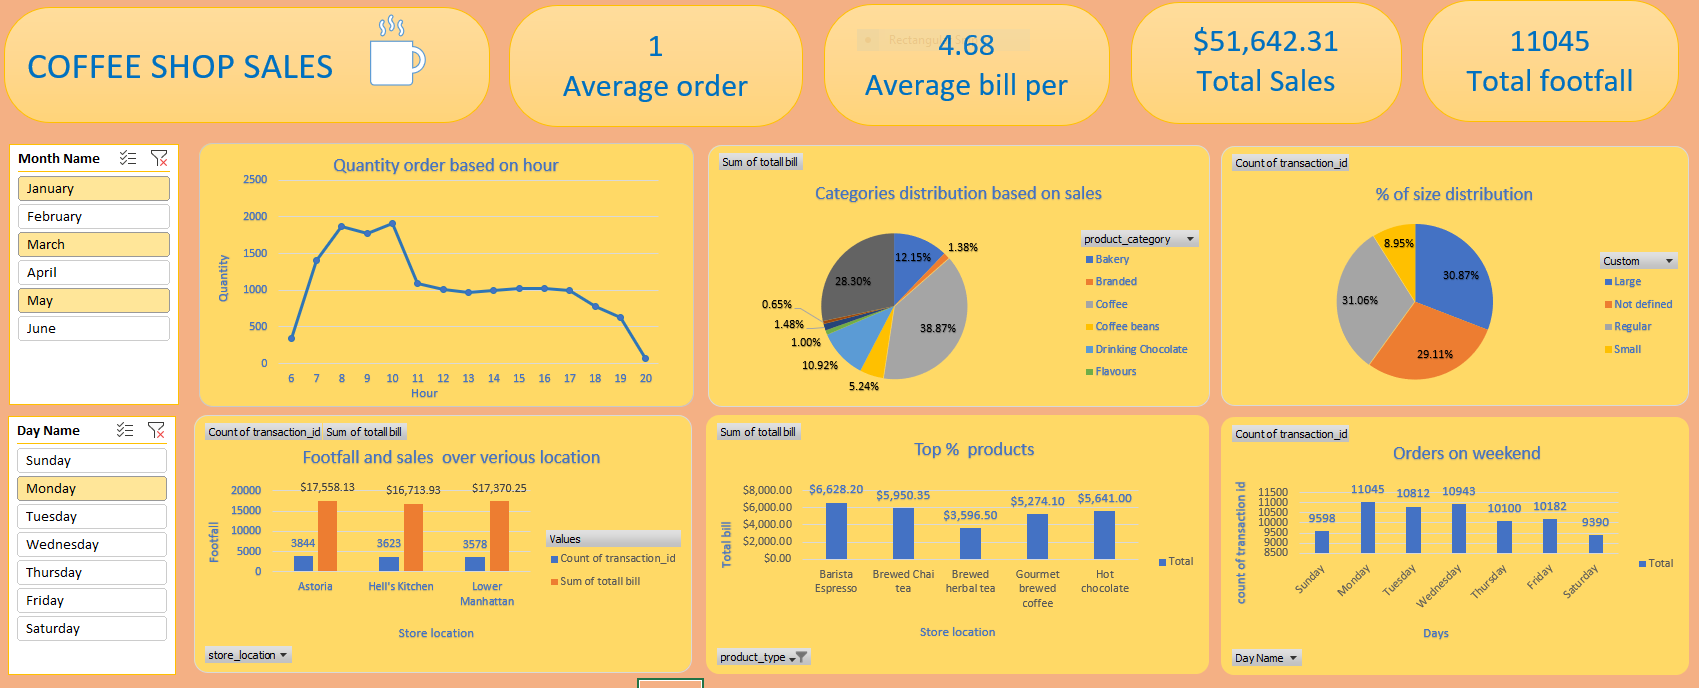 COFFEE SHOP SALES
1
Average order
4.68
Average bill per
$51,642.31
Total Sales
11045
Total footfall
Month Name
January
February
March
April
May
June
Quantity order based on hour
Quantity
2500
2000
1500
1000
500
0
6 7 8 9 10 11 12 13 14 15 16 17 18 19 20
Hour
Sum of totall bill
Categories distribution based on sales
12.15%
1.38%
38.87%
5.24%
10.92%
1.00%
1.48%
0.65%
28.30%
product_category
Bakery
Branded
Coffee
Coffee beans
Drinking Chocolate
Flavours
Count of transaction_id
% of size distribution
30.87%
29.11%
31.06%
8.95%
Custom
Large
Not defined
Regular
Small
Day Name
Sunday
Monday
Tuesday
Wednesday
Thursday
Friday
Saturday
Count of transaction_id Sum of totall bill
Footfall and sales over verious location
Footfall
20000
15000
10000
5000
0
$17,558.13 $16,713.93 $17,370.25
3844 3623 3578
Astoria Hell's Kitchen Lower
Manhattan
Store location
Values
Count of transaction_id
Sum of totall bill
store_location
Sum of totall bill
Top % products
Total bill
$8,000.00
$6,000.00
$4,000.00
$2,000.00
$0.00
$6,628.20 $5,950.35 $3,596.50 $5,274.10 $5,641.00
Barista
Espresso
Brewed Chai
tea
Brewed
herbal tea
Gourmet
brewed
coffee
Hot
chocolate
Store location
Total
product_type
Count of transaction_id
Orders on weekend
count of transaction id
11500
11000
10500
10000
9500
9000
8500
9598 11045 10812 10943 10100 10182 9390
Sunday Monday Tuesday Wednesday Thursday Friday Saturday
Days
Total
Day Name